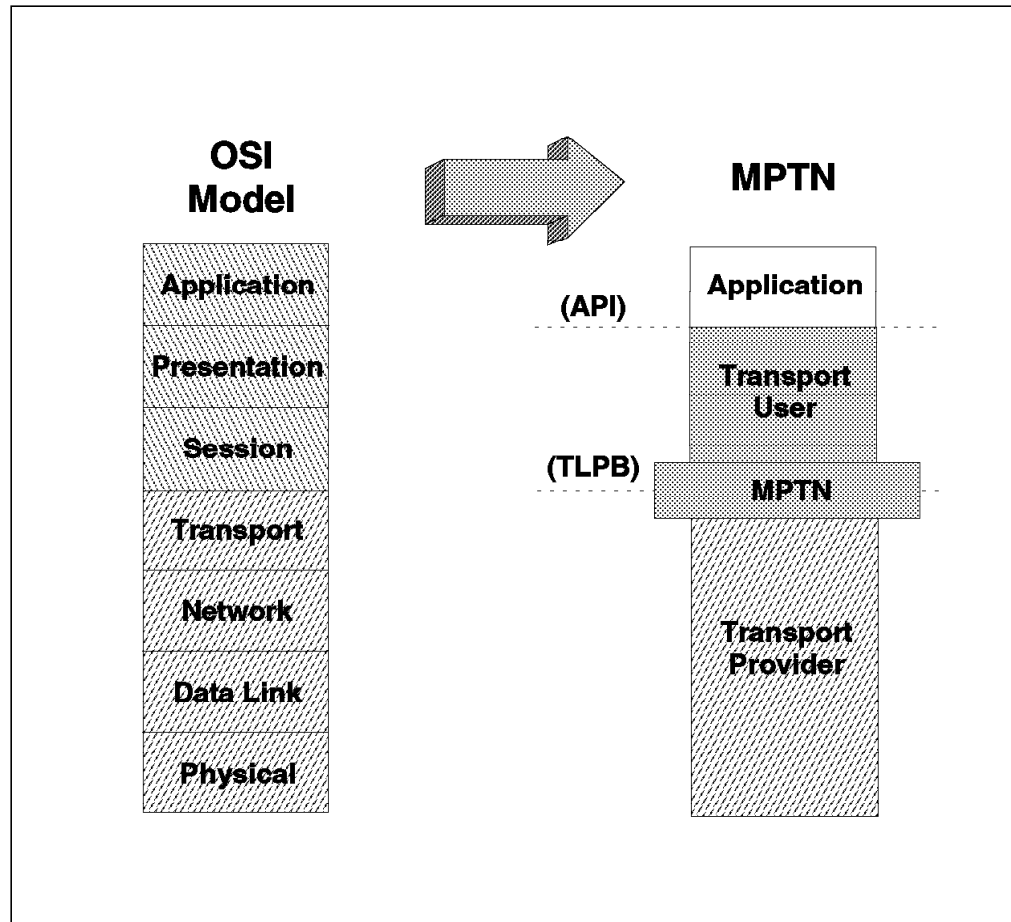 OSI
Model
MPTN
Application
Presentation
Session
Transport
Network
Data Link
Physical
Application
(API)
Transport
User
(TLPB)
MPTN
Transport
Provider